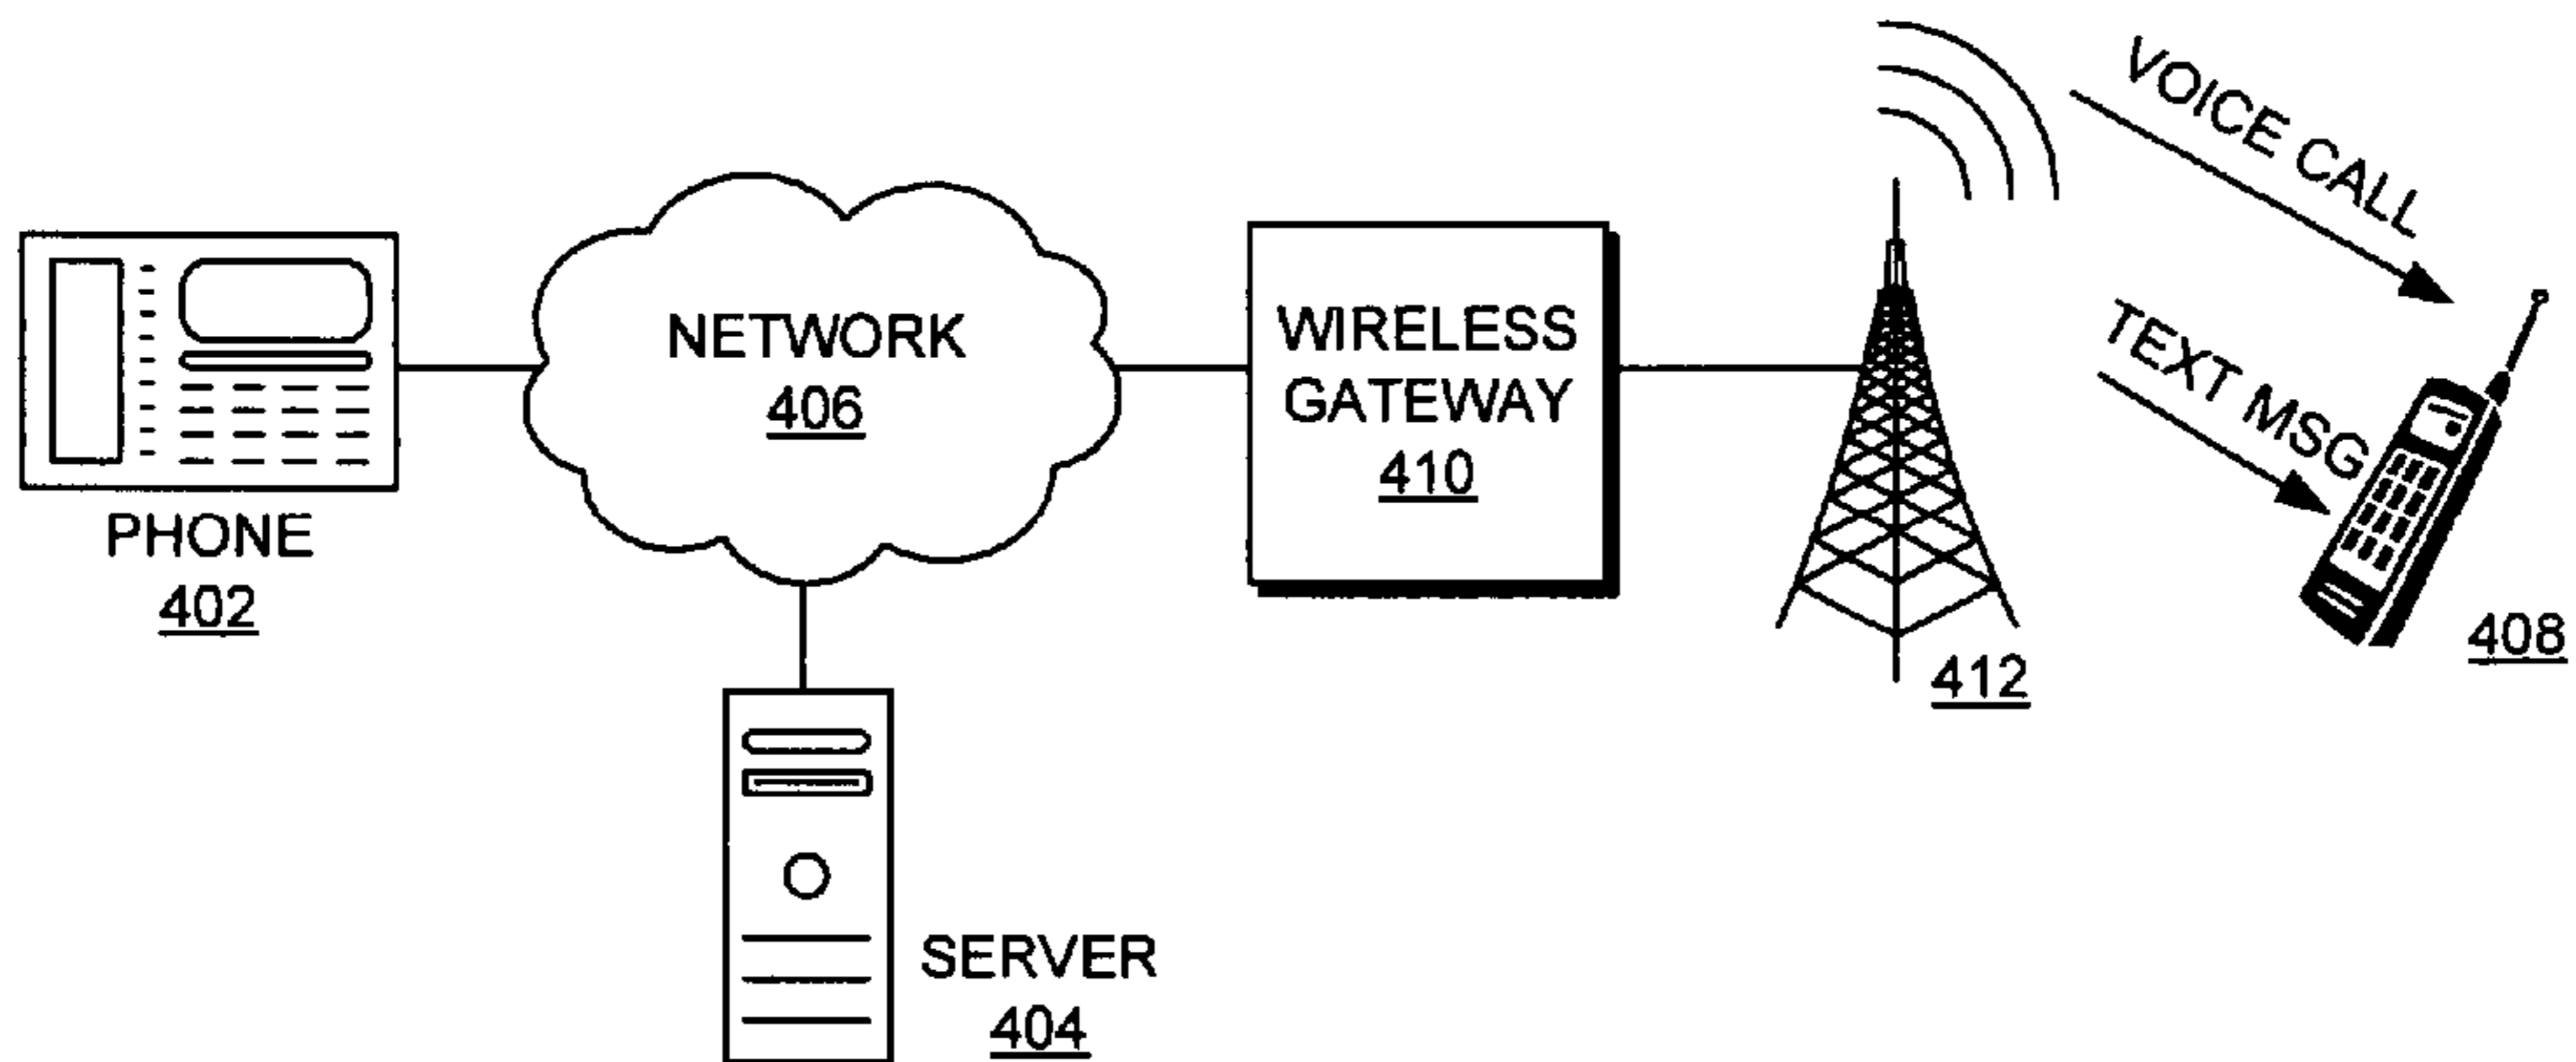 PHONE
402
NETWORK
406
SERVER
404
WIRELESS
GATEWAY
410
412
VOICE CALL
TEXT MSG
408